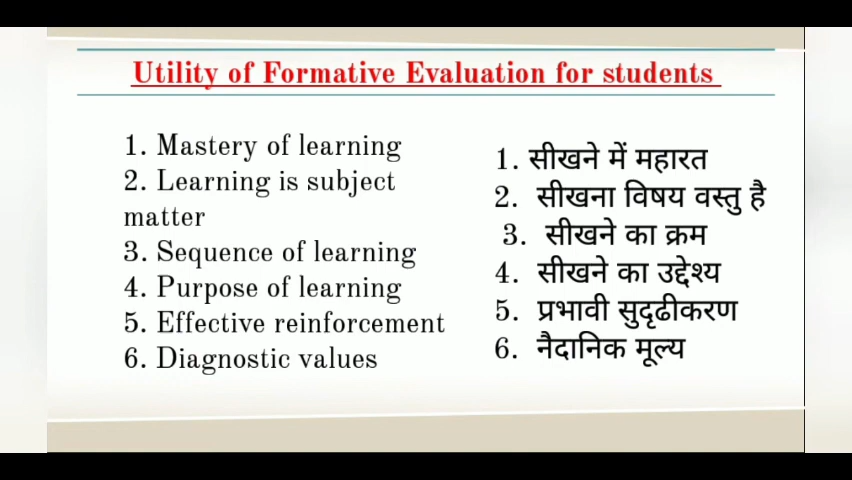 Utility of Formative Evaluation for students
1. Mastery of learning
2. Learning is subject
matter
3. Sequence of learning
4. Purpose of learning
5. Effective reinforcement
6. Diagnostic values
1. सीखने में महारत
2. सीखना विषय वस्तु है
3. सीखने का क्रम
4. सीखने का उद्देश्य
5. प्रभावी सुदृढीकरण
6. नैदानिक मूल्य